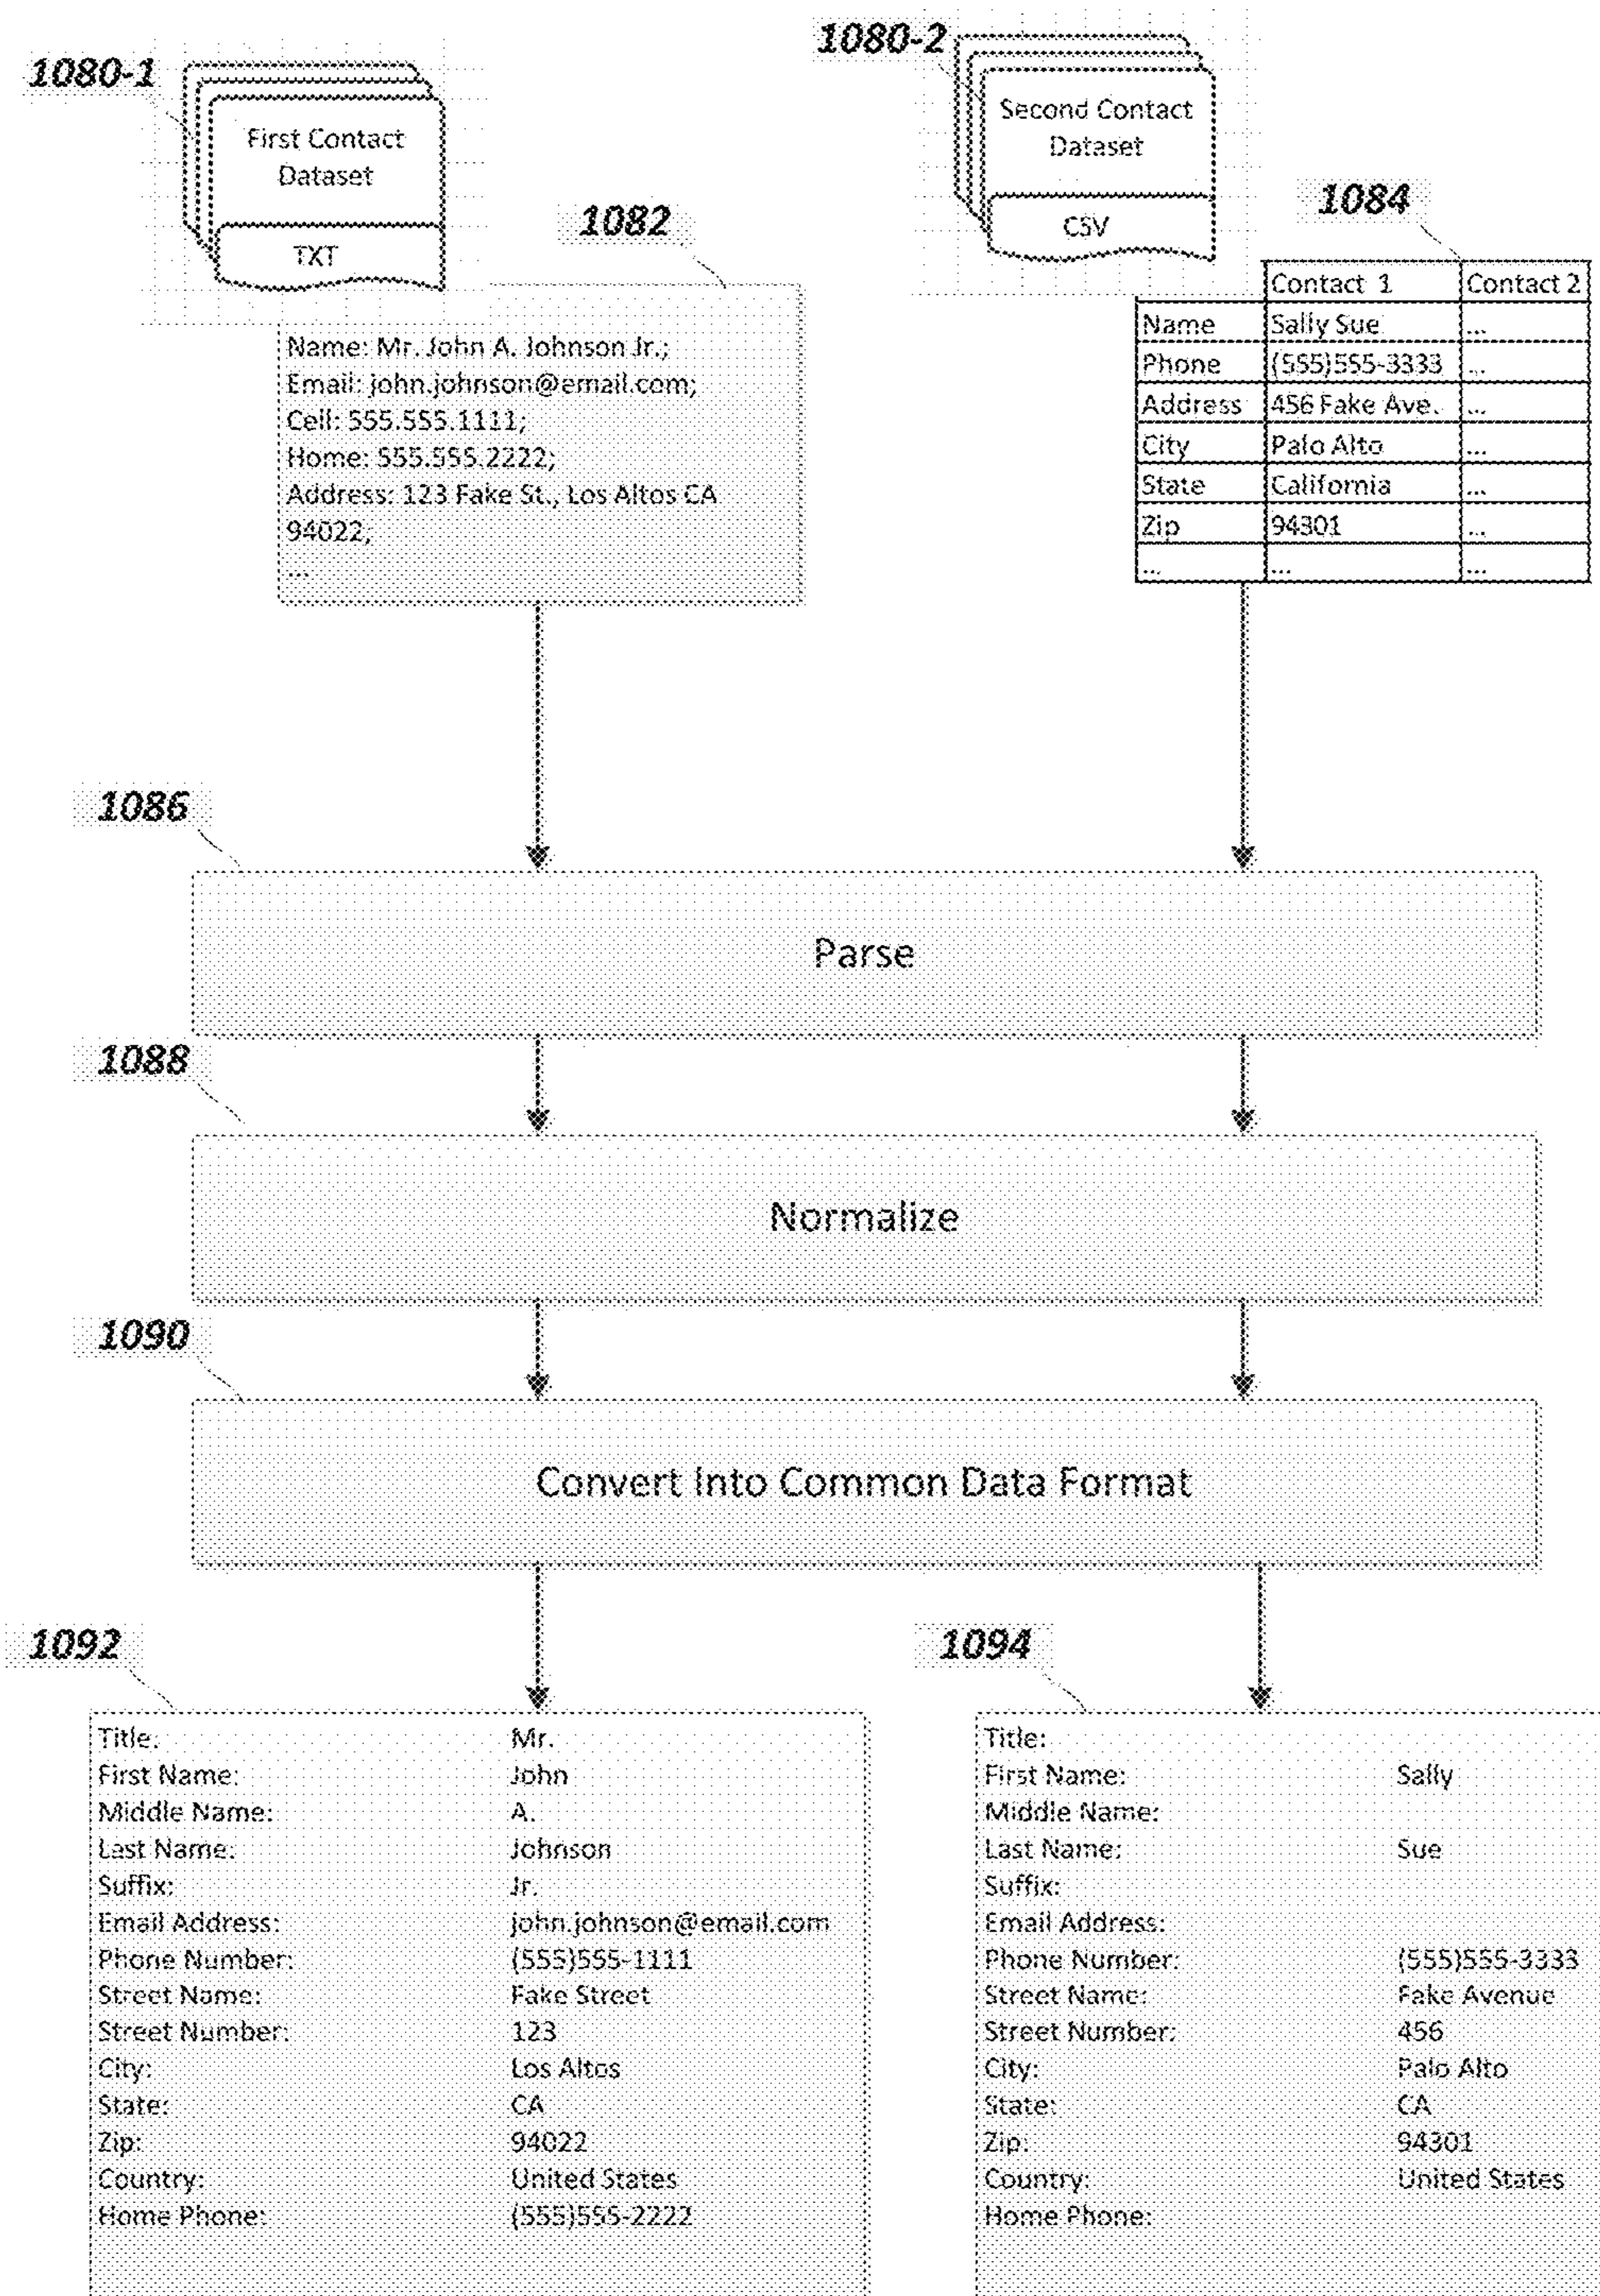 1080-1
First Contact
Dataset
TXT
1080-2
Second Contact
Dataset
CSV
1082
Name: Mr. John A. Johnson Jr.;
Email: john.johnson@email.com;
Cell: 555.555.1111;
Home: 555.555.2222;
Address: 123 Fake St., Los Altos CA
94022;
...
1084
Contact 1 Contact 2
Name Sally Sue ...
Phone (555)555-3333 ...
Address 456 Fake Ave. ...
City Palo Alto ...
State California ...
Zip 94301 ...
... ... ...
1086
Parse
1088
Normalize
1090
Convert Into Common Data Format
1092
Title: Mr.
First Name: John
Middle Name: A.
Last Name: Johnson
Suffix: Jr.
Email Address: john.johnson@email.com
Phone Number: (555)555-1111
Street Name: Fake Street
Street Number: 123
City: Los Altos
State: CA
Zip: 94022
Country: United States
Home Phone: (555)555-2222
1094
Title:
First Name: Sally
Middle Name:
Last Name: Sue
Suffix:
Email Address:
Phone Number: (555)555-3333
Street Name: Fake Avenue
Street Number: 456
City: Palo Alto
State: CA
Zip: 94301
Country: United States
Home Phone: